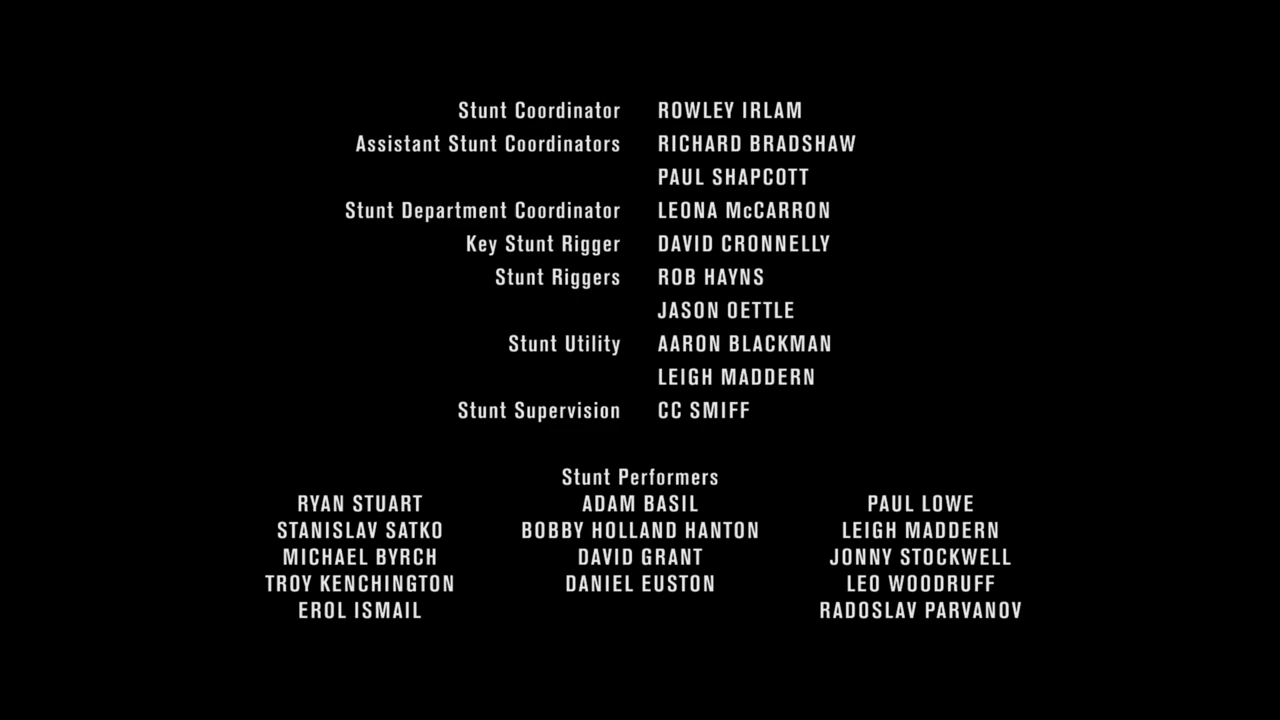 Stunt Coordinator ROWLEY IRLAM
Assistant Stunt Coordinators RICHARD BRADSHAW
PAUL SHAPCOTT
Stunt Department Coordinator LEONA McCARRON
Key Stunt Rigger DAVID CRONNELLY
Stunt Riggers ROB HAYNS
JASON OETTLE
Stunt Utility AARON BLACKMAN
LEIGH MADDERN
Stunt Supervision CC SMIFF
Stunt Performers
RYAN STUART ADAM BASIL PAUL LOWE
STANISLAV SATKO BOBBY HOLLAND HANTON LEIGH MADDERN
MICHAEL BYRCH DAVID GRANT JONNY STOCKWELL
TROY KENCHINGTON DANIEL EUSTON LEO WOODRUFF
EROL ISMAIL RADOSLAV PARVANOV